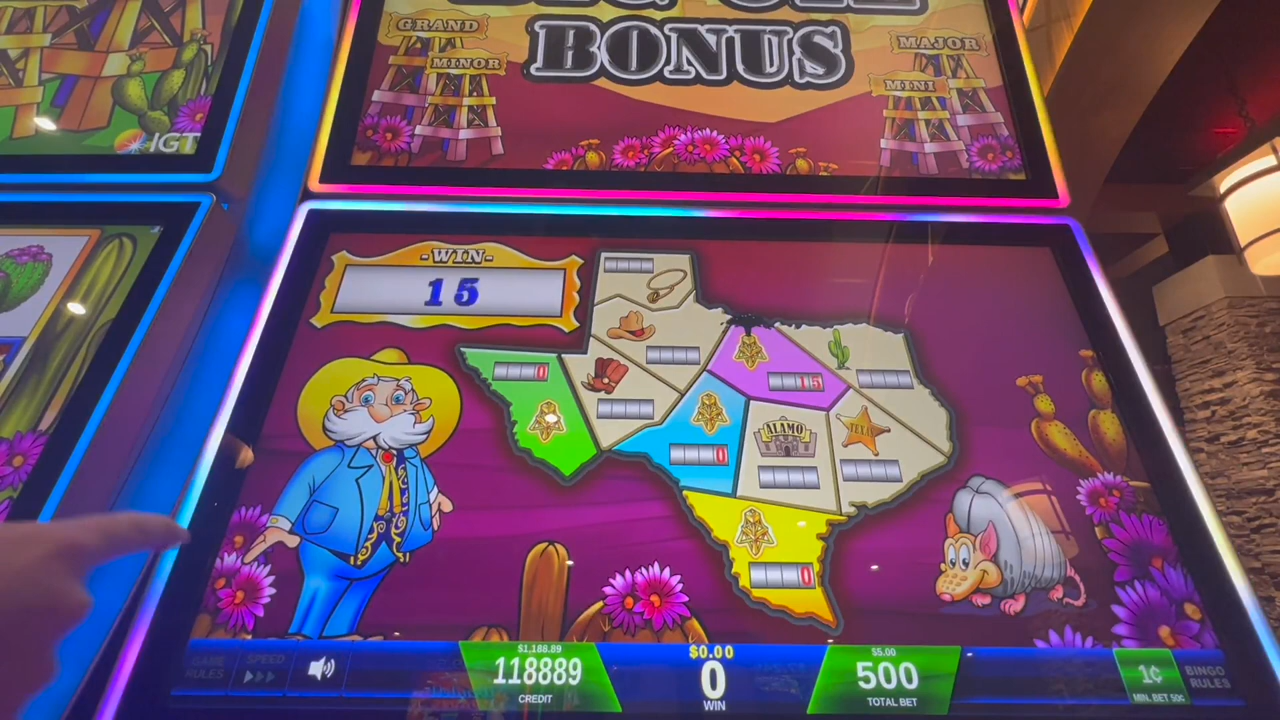 BONUS
GRAND
MINOR
MAJOR
MINI
IGT
-WIN-
15
0
15
0
ALAMO
TEXAS
0
GAME
RULES
SPEED
$1,188.89
118889
CREDIT
$0.00
0
WIN
$5.00
500
TOTAL BET
1¢
MIN. BET 50¢
BINGO
RULES